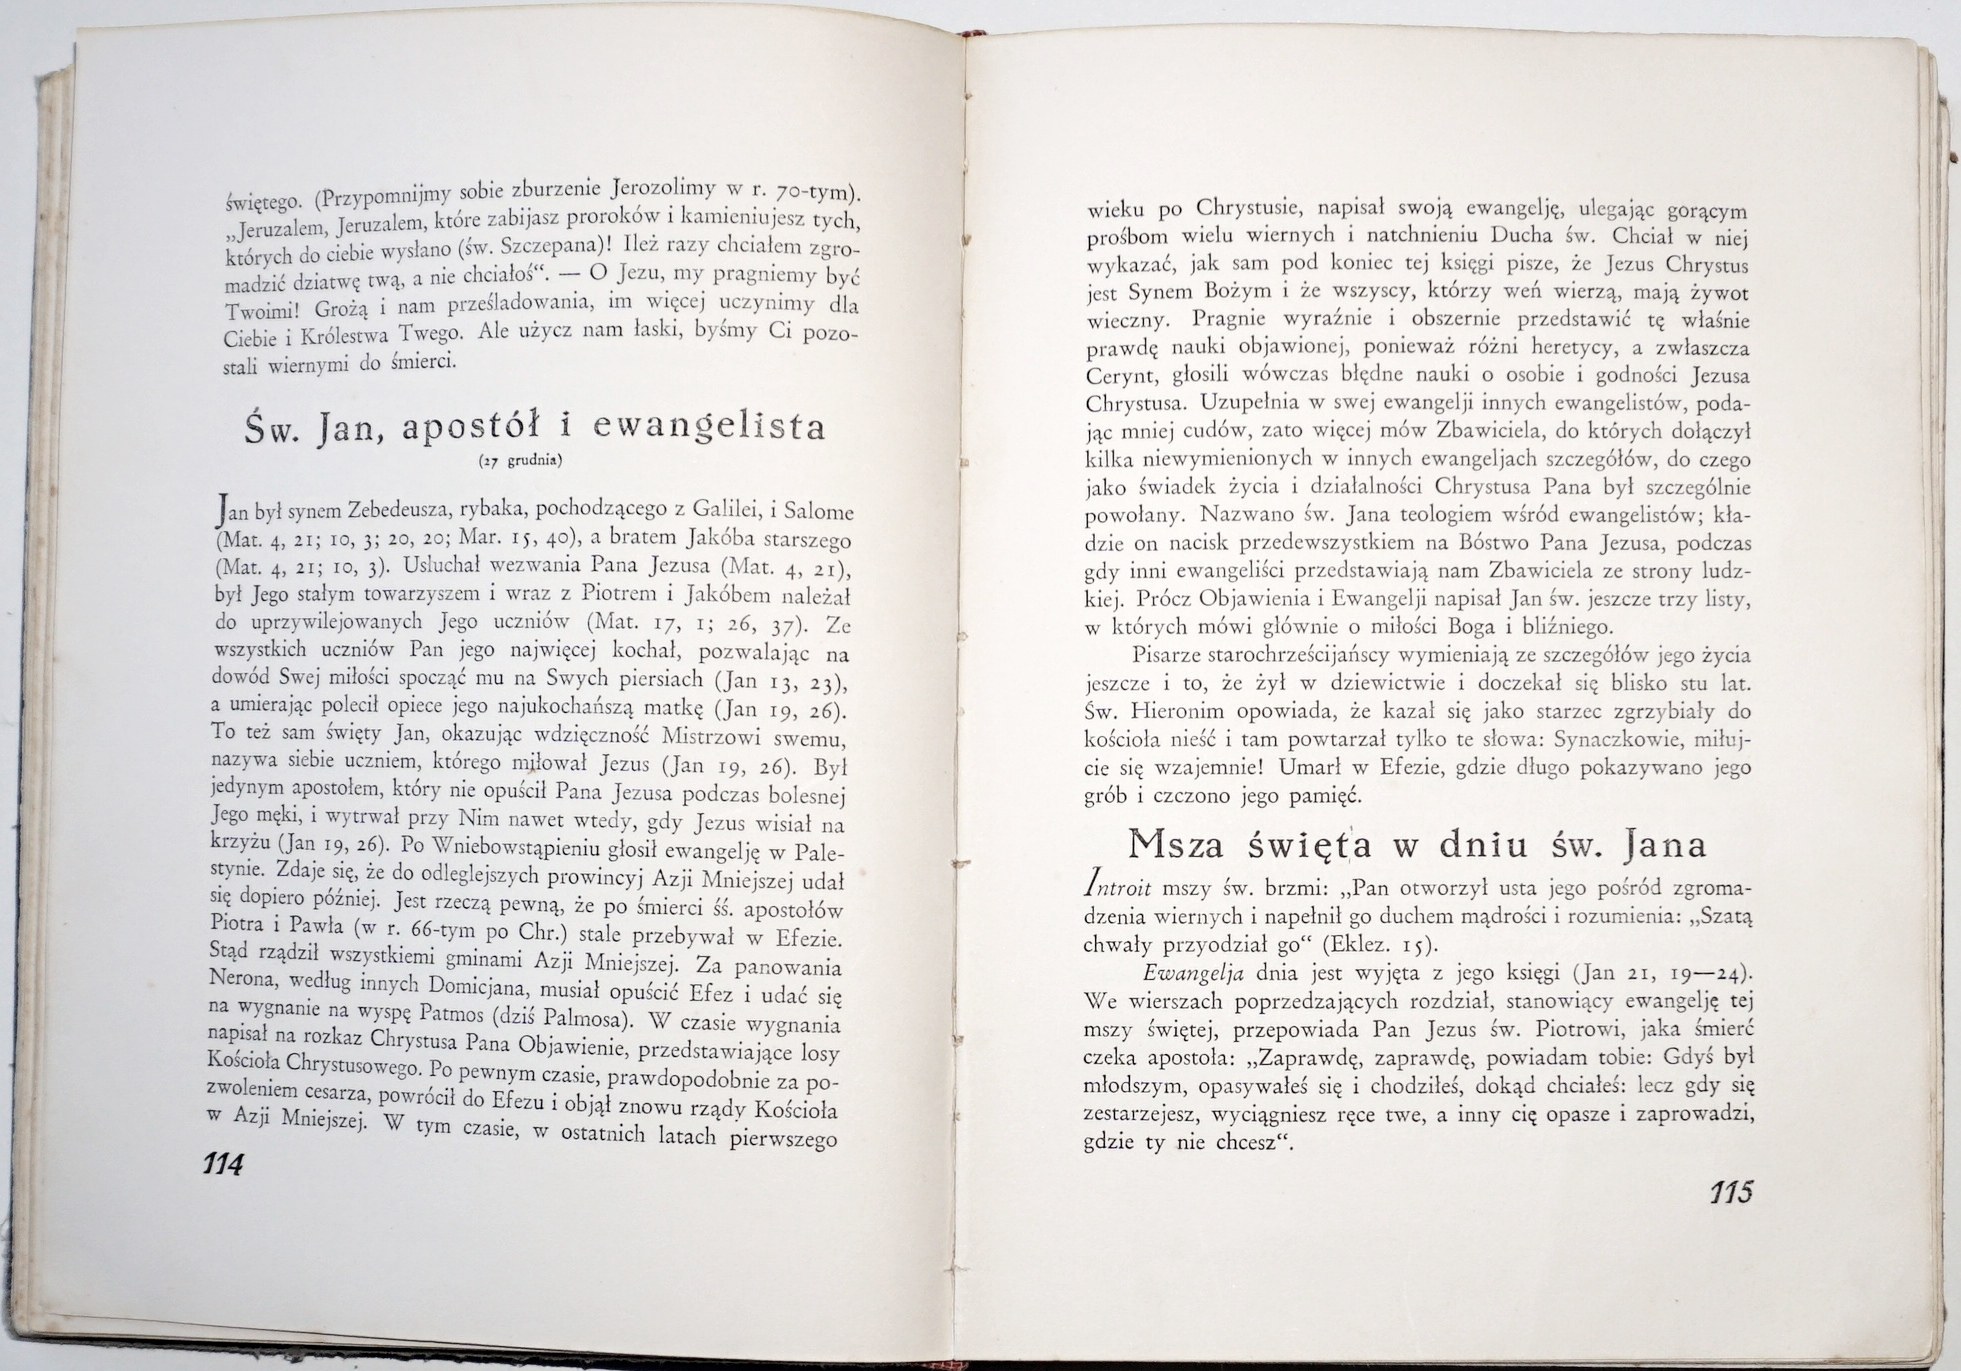 świętego. (Przypomnijmy sobie zburzenie Jerozolimy w r. 70-tym).
„Jeruzalem, Jeruzalem, które zabijasz proroków i kamieniujesz tych,
których do ciebie wysłano (św. Szczepana)! Ileż razy chciałem zgro-
madzić dziatwę twą, a nie chciałoś“. — O Jezu, my pragniemy być
Twoimi! Grożą i nam prześladowania, im więcej uczynimy dla
Ciebie i Królestwa Twego. Ale użycz nam łaski, byśmy Ci pozo-
stali wiernymi do śmierci.
Św. Jan, apostół i ewangelista
(27 grudnia)
Jan był synem Zebedeusza, rybaka, pochodzącego z Galilei, i Salome
(Mat. 4, 21; 10, 3; 20, 20; Mar. 15, 40), a bratem Jakóba starszego
(Mat. 4, 21; 10, 3). Usłuchał wezwania Pana Jezusa (Mat. 4, 21),
był Jego stałym towarzyszem i wraz z Piotrem i Jakóbem należał
do uprzywilejowanych Jego uczniów (Mat. 17, 1; 26, 37). Ze
wszystkich uczniów Pan jego najwięcej kochał, pozwalając na
dowód Swej miłości spocząć mu na Swych piersiach (Jan 13, 23),
a umierając polecił opiece jego najukochańszą matkę (Jan 19, 26).
To też sam święty Jan, okazując wdzięczność Mistrzowi swemu,
nazywa siebie uczniem, którego miłował Jezus (Jan 19, 26). Był
jedynym apostołem, który nie opuścił Pana Jezusa podczas bolesnej
Jego męki, i wytrwał przy Nim nawet wtedy, gdy Jezus wisiał na
krzyżu (Jan 19, 26). Po Wniebowstąpieniu głosił ewangelję w Pale-
stynie. Zdaje się, że do odleglejszych prowincyj Azji Mniejszej udał
się dopiero później. Jest rzeczą pewną, że po śmierci śś. apostołów
Piotra i Pawła (w r. 66-tym po Chr.) stale przebywał w Efezie.
Stąd rządził wszystkiemi gminami Azji Mniejszej. Za panowania
Nerona, według innych Domicjana, musiał opuścić Efez i udać się
na wygnanie na wyspę Patmos (dziś Palmosa). W czasie wygnania
napisał na rozkaz Chrystusa Pana Objawienie, przedstawiające losy
Kościoła Chrystusowego. Po pewnym czasie, prawdopodobnie za po-
zwoleniem cesarza, powrócił do Efezu i objął znowu rządy Kościoła
w Azji Mniejszej. W tym czasie, w ostatnich latach pierwszego
114
wieku po Chrystusie, napisał swoją ewangelję, ulegając gorącym
prośbom wielu wiernych i natchnieniu Ducha św. Chciał w niej
wykazać, jak sam pod koniec tej księgi pisze, że Jezus Chrystus
jest Synem Bożym i że wszyscy, którzy weń wierzą, mają żywot
wieczny. Pragnie wyraźnie i obszernie przedstawić tę właśnie
prawdę nauki objawionej, ponieważ różni heretycy, a zwłaszcza
Cerynt, głosili wówczas błędne nauki o osobie i godności Jezusa
Chrystusa. Uzupełnia w swej ewangelji innych ewangelistów, poda-
jąc mniej cudów, zato więcej mów Zbawiciela, do których dołączył
kilka niewymienionych w innych ewangeljach szczegółów, do czego
jako świadek życia i działalności Chrystusa Pana był szczególnie
powołany. Nazwano św. Jana teologiem wśród ewangelistów; kła-
dzie on nacisk przedewszystkiem na Bóstwo Pana Jezusa, podczas
gdy inni ewangeliści przedstawiają nam Zbawiciela ze strony ludz-
kiej. Prócz Objawienia i Ewangelji napisał Jan św. jeszcze trzy listy,
w których mówi głównie o miłości Boga i bliźniego.
Pisarze starochrześcijańscy wymieniają ze szczegółów jego życia
jeszcze i to, że żył w dziewictwie i doczekał się blisko stu lat.
Św. Hieronim opowiada, że kazał się jako starzec zgrzybiały do
kościoła nieść i tam powtarzał tylko te słowa: Synaczkowie, miłuj-
cie się wzajemnie! Umarł w Efezie, gdzie długo pokazywano jego
grób i czczono jego pamięć.
Msza święta w dniu św. Jana
Introit mszy św. brzmi: „Pan otworzył usta jego pośród zgroma-
dzenia wiernych i napełnił go duchem mądrości i rozumienia: „Szatą
chwały przyodział go“ (Eklez. 15).
Ewangelja dnia jest wyjęta z jego księgi (Jan 21, 19—24).
We wierszach poprzedzających rozdział, stanowiący ewangelję tej
mszy świętej, przepowiada Pan Jezus św. Piotrowi, jaka śmierć
czeka apostoła: „Zaprawdę, zaprawdę, powiadam tobie: Gdyś był
młodszym, opasywałeś się i chodziłeś, dokąd chciałeś: lecz gdy się
zestarzejesz, wyciągniesz ręce twe, a inny cię opasze i zaprowadzi,
gdzie ty nie chcesz“.
115